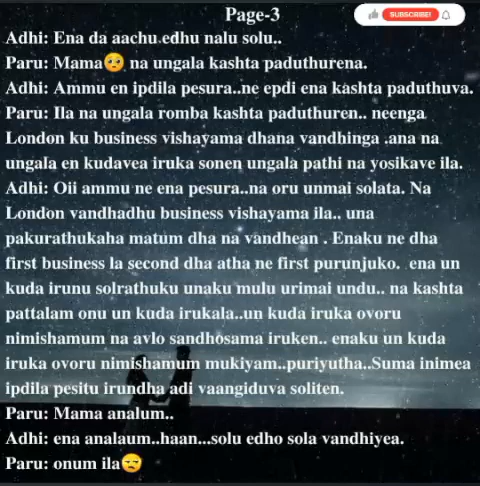 Page-3
SUBSCRIBE!
Adhi: Ena da aachu.edhu nalu solu..
Paru: Mama🥺 na ungala kashta paduthurena.
Adhi: Ammu en ipdila pesura..ne epdi ena kashta paduthuva.
Paru: Ila na ungala romba kashta paduthuren.. neenga
London ku business vishayama dhana vandhinga .ana na
ungala en kudavea iruka sonen ungala pathi na yosikave ila.
Adhi: Oii ammu ne ena pesura..na oru unmai solata. Na
London vandhadhu business vishayama ila.. una
pakurathukaha matum dha na vandhean . Enaku ne dha
first business la second dha atha ne first purunjuko. ena un
kuda irunu solrathuku unaku mulu urimai undu.. na kashta
pattalam onu un kuda irukala..un kuda iruka ovoru
nimishamum na avlo sandhosama iruken.. enaku un kuda
iruka ovoru nimishamum mukiyam..puriyutha..Suma inimea
ipdila pesitu irundha adi vaangiduva soliten.
Paru: Mama analum..
Adhi: ena analaum..haan...solu edho sola vandhiyea.
Paru: onum ila😒